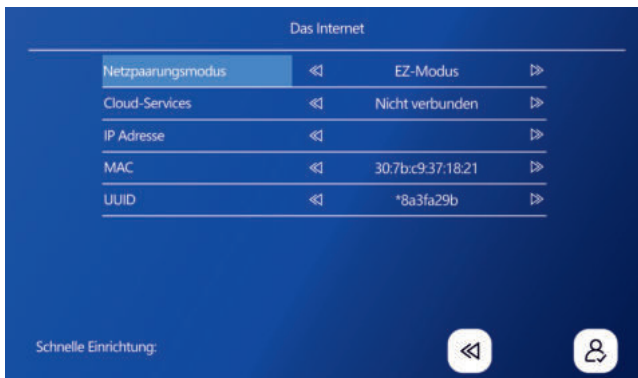 Das Internet
Netzpaarungsmodus EZ-Modus
Cloud-Services Nicht verbunden
IP Adresse
MAC 30:7b:c9:37:18:21
UUID *8a3fa29b
Schnelle Einrichtung: